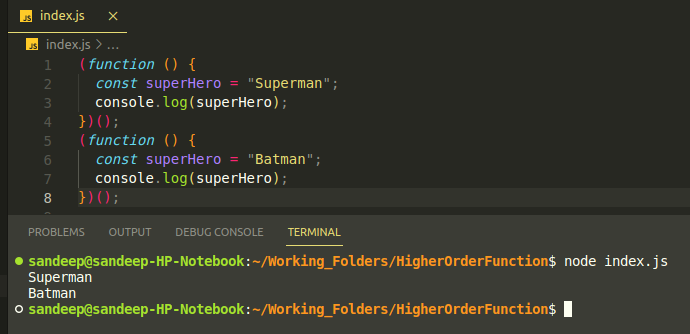 JS index.js ×
JS index.js > ...
1 (function () {
2   const superHero = "Superman";
3   console.log(superHero);
4 })();
5 (function () {
6   const superHero = "Batman";
7   console.log(superHero);
8 })();
PROBLEMS OUTPUT DEBUG CONSOLE TERMINAL
sandeep@sandeep-HP-Notebook:~/Working_Folders/HigherOrderFunction$ node index.js
Superman
Batman
sandeep@sandeep-HP-Notebook:~/Working_Folders/HigherOrderFunction$